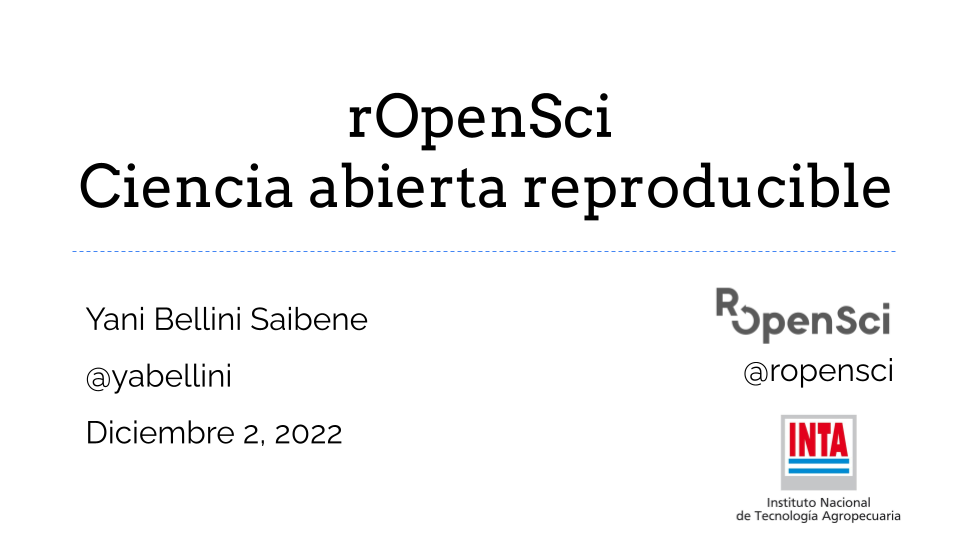 rOpenSci
Ciencia abierta reproducible
Yani Bellini Saibene
@yabellini
Diciembre 2, 2022
ROpenSci
@ropensci
INTA
Instituto Nacional
de Tecnología Agropecuaria